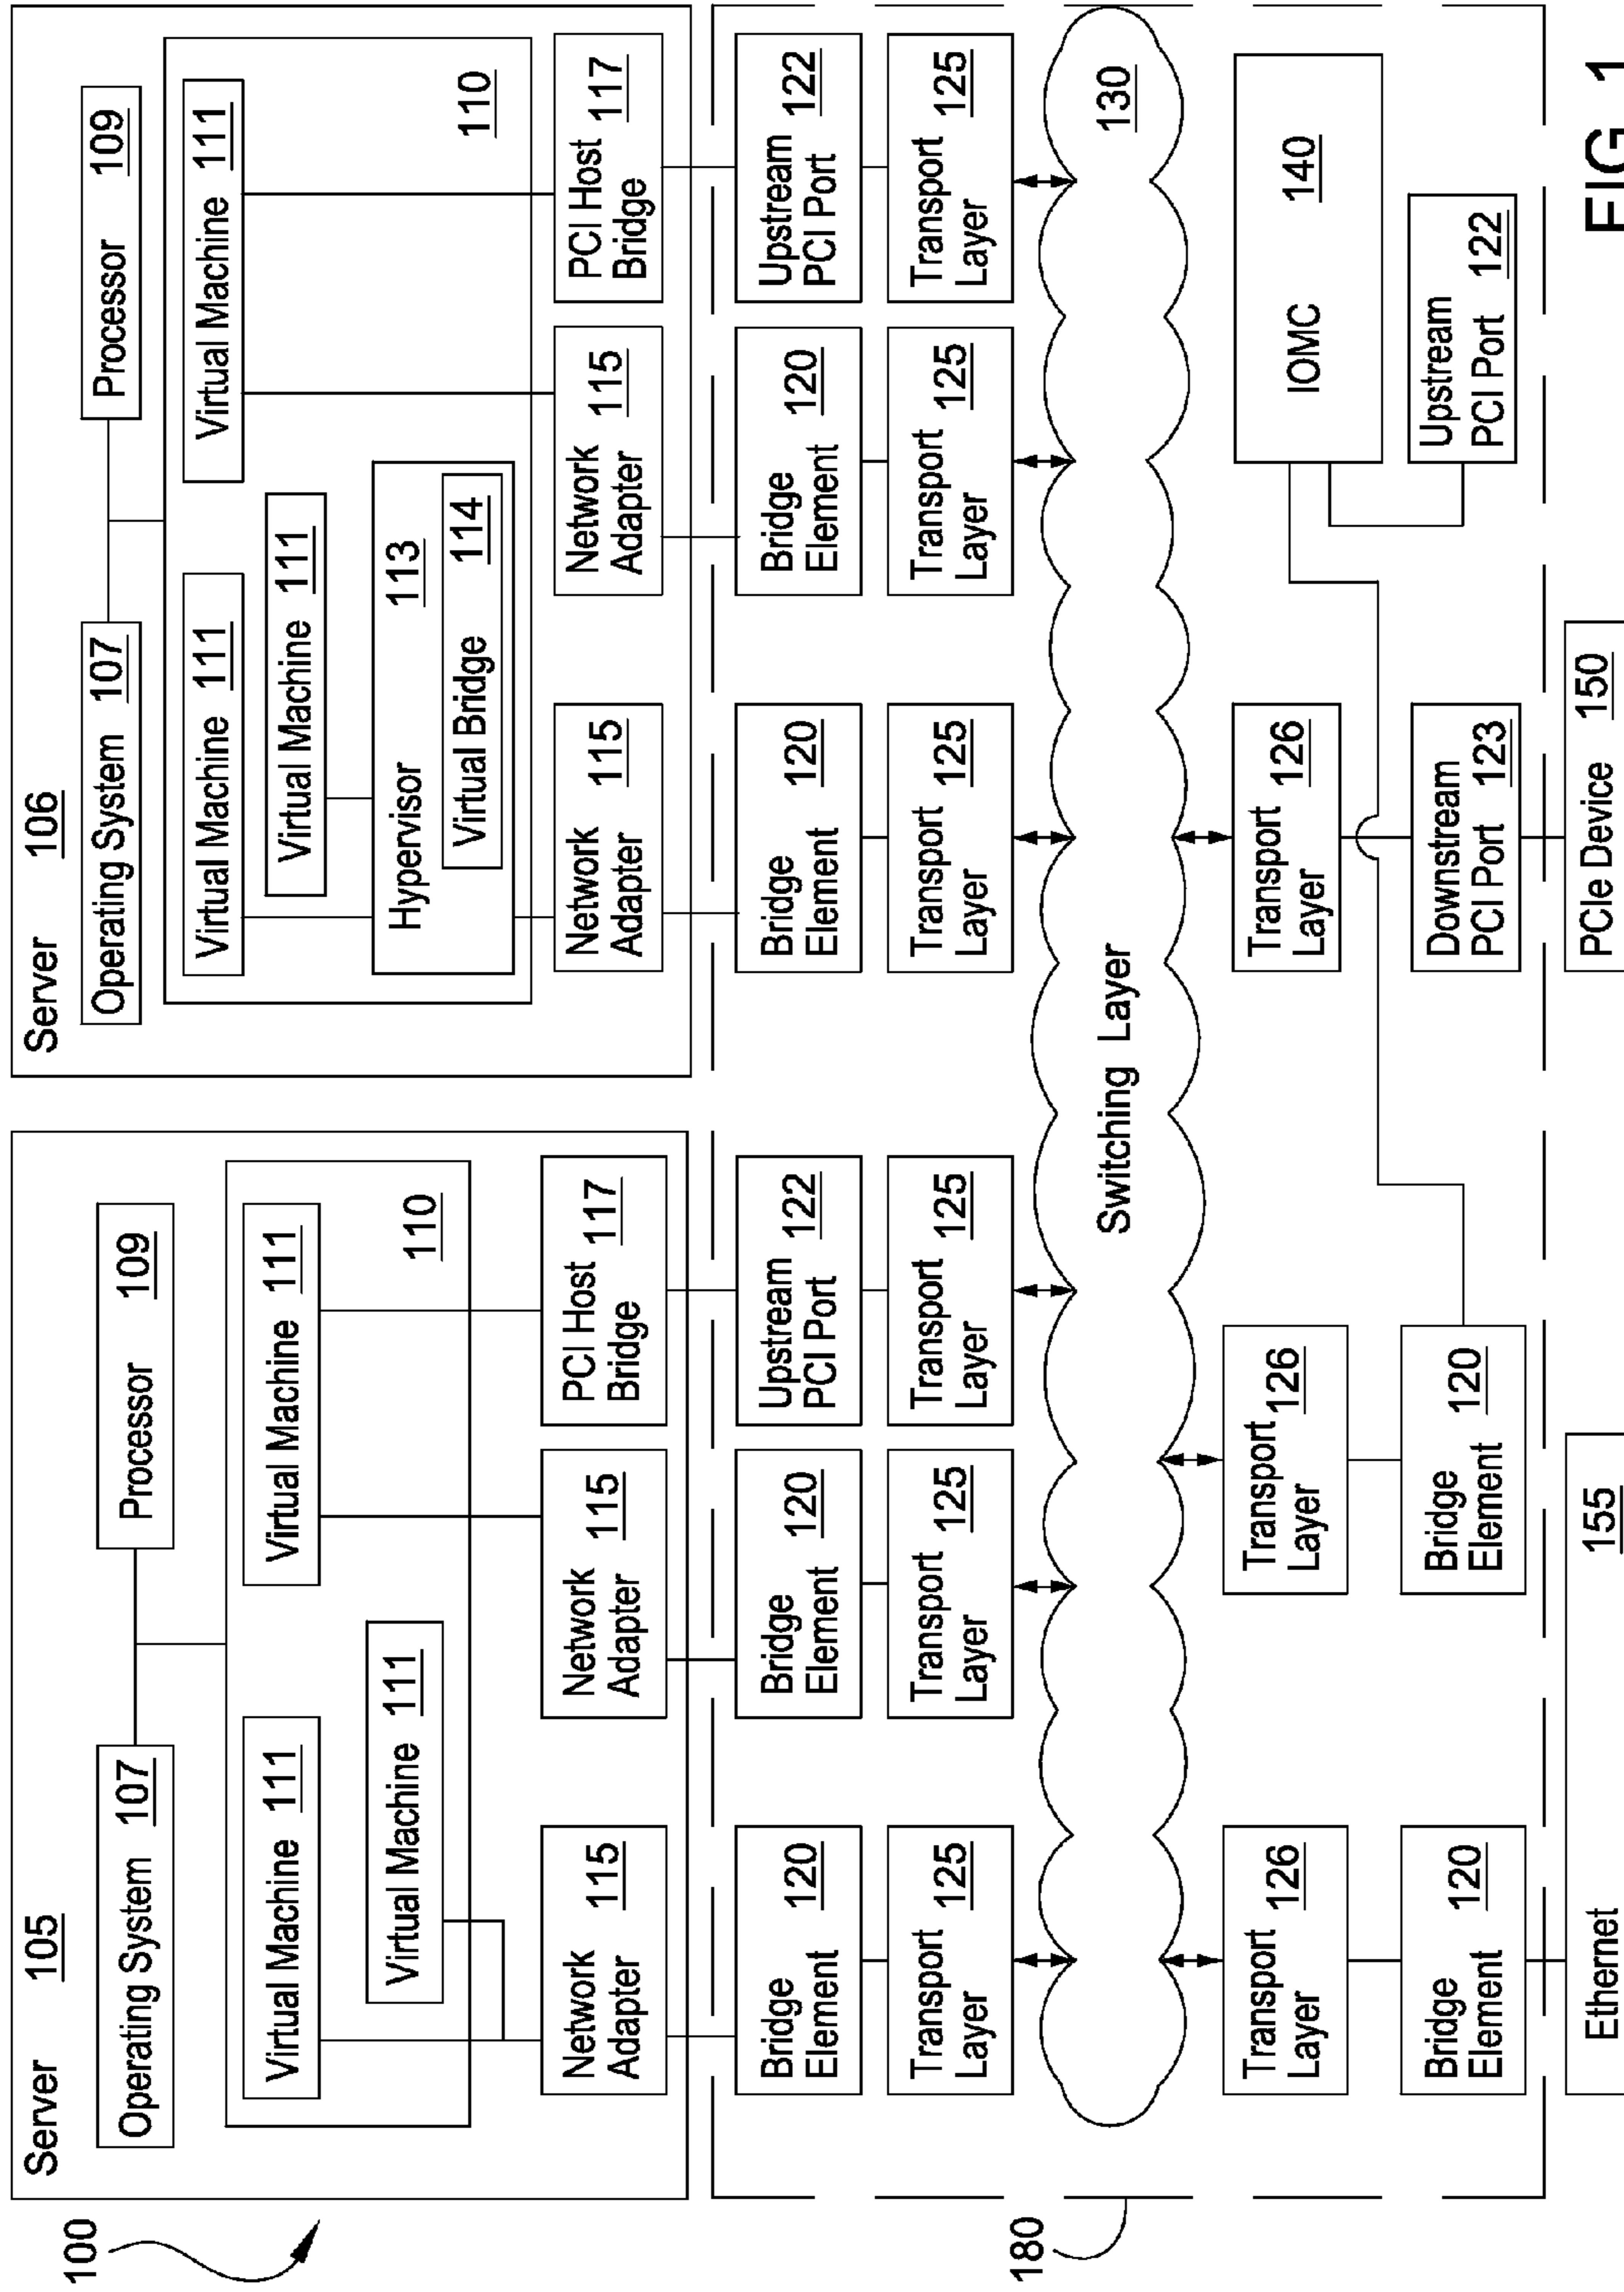 100
Server 105
Operating System 107
Processor 109
Virtual Machine 111
Virtual Machine 111
Virtual Machine 111
110
Network
Adapter 115
Network
Adapter 115
PCI Host
Bridge 117
Server 106
Operating System 107
Processor 109
Virtual Machine 111
Virtual Machine 111
Virtual Machine 111
Hypervisor 113
Virtual Bridge 114
110
Network
Adapter 115
Network
Adapter 115
PCI Host
Bridge 117
180
Bridge
Element 120
Bridge
Element 120
Upstream
PCI Port 122
Bridge
Element 120
Bridge
Element 120
Upstream
PCI Port 122
Transport
Layer 125
Transport
Layer 125
Transport
Layer 125
Transport
Layer 125
Transport
Layer 125
Transport
Layer 125
Switching Layer 130
Transport
Layer 126
Transport
Layer 126
Transport
Layer 126
IOMC 140
Bridge
Element 120
Bridge
Element 120
Downstream
PCI Port 123
Upstream
PCI Port 122
Ethernet 155
PCIe Device 150
FIG 1